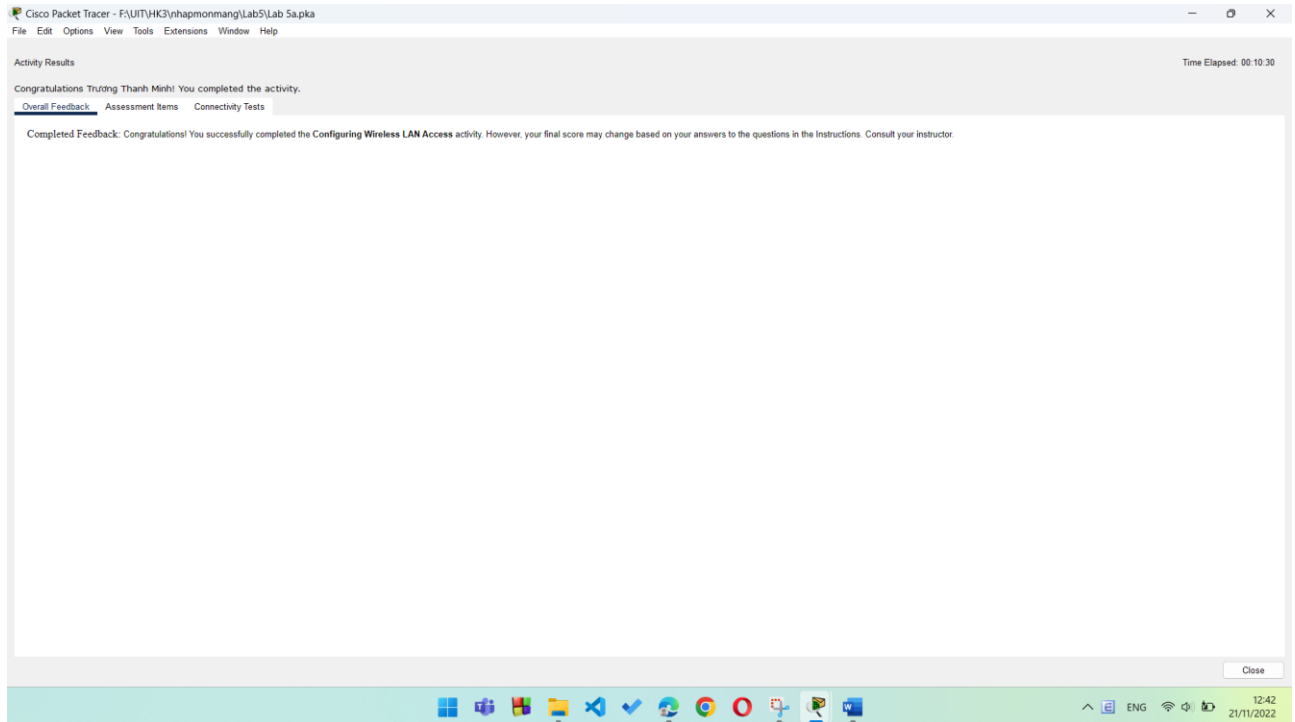 Cisco Packet Tracer - F:\UIT\HK3\nhapmonmang\Lab5\Lab 5a.pka
File Edit Options View Tools Extensions Window Help
Activity Results
Time Elapsed: 00:10:30
Congratulations Trương Thanh Minh! You completed the activity.
Overall Feedback Assessment Items Connectivity Tests
Completed Feedback: Congratulations! You successfully completed the Configuring Wireless LAN Access activity. However, your final score may change based on your answers to the questions in the Instructions. Consult your instructor.
Close
ENG
12:42
21/11/2022